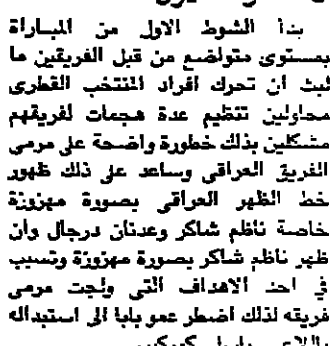 بدأ الشوط الاول من المباراة
بمستوى متواضع من قبل الفريقين ما
لبث أن تحرك افراد المنتخب القطرى
محاولين تنظيم عدة هجمات لفريقهم
مشكلين بذلك خطورة واضحة على مرمى
الفريق العراقي وساعد على ذلك ظهور
خط الظهر العراقي بصورة مهزوزة
خاصة ناظم شاكر وعدنان درجال وان
ظهر ناظم شاكر بصورة مهزوزة وتسبب
في احد الاهداف التى ولجت مرمى
فريقه لذلك اضطر عمو بابا الى استبداله